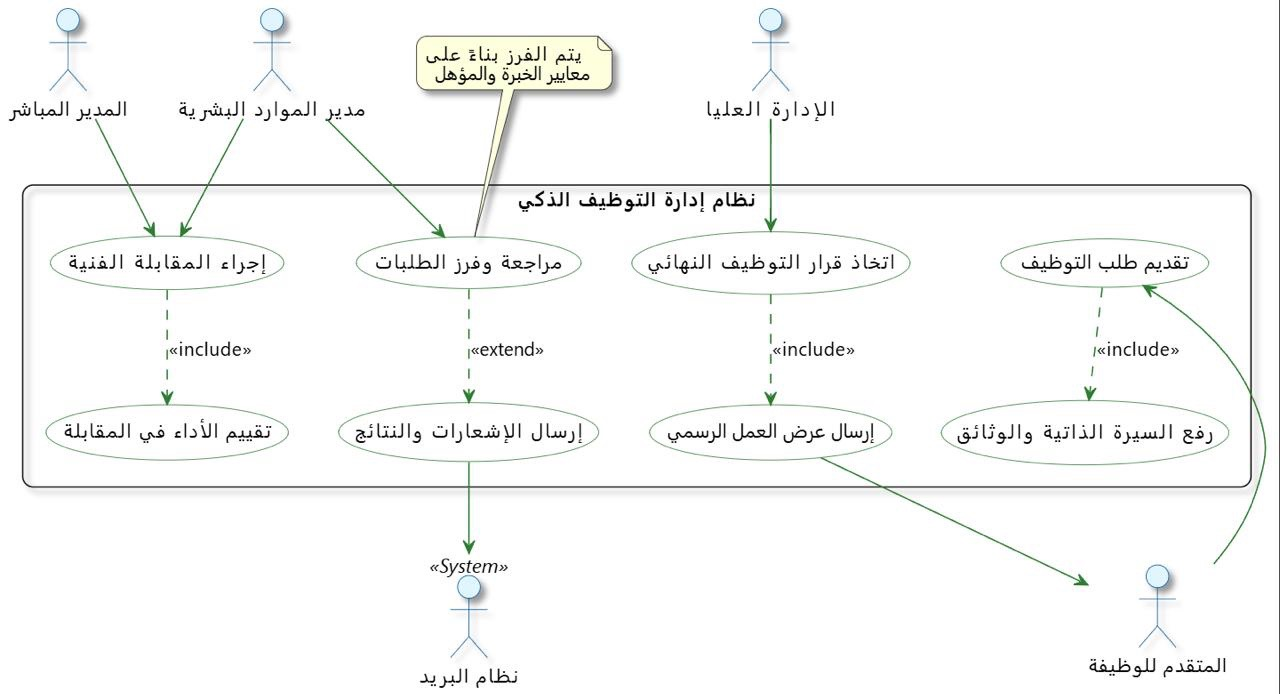 المدير المباشر
مدير الموارد البشرية
يتم الفرز بناءً على
معايير الخبرة والمؤهل
الإدارة العليا
نظام إدارة التوظيف الذكي
إجراء المقابلة الفنية
مراجعة وفرز الطلبات
اتخاذ قرار التوظيف النهائي
تقديم طلب التوظيف
«include»
«extend»
«include»
«include»
تقييم الأداء في المقابلة
إرسال الإشعارات والنتائج
إرسال عرض العمل الرسمي
رفع السيرة الذاتية والوثائق
«System»
نظام البريد
المتقدم للوظيفة